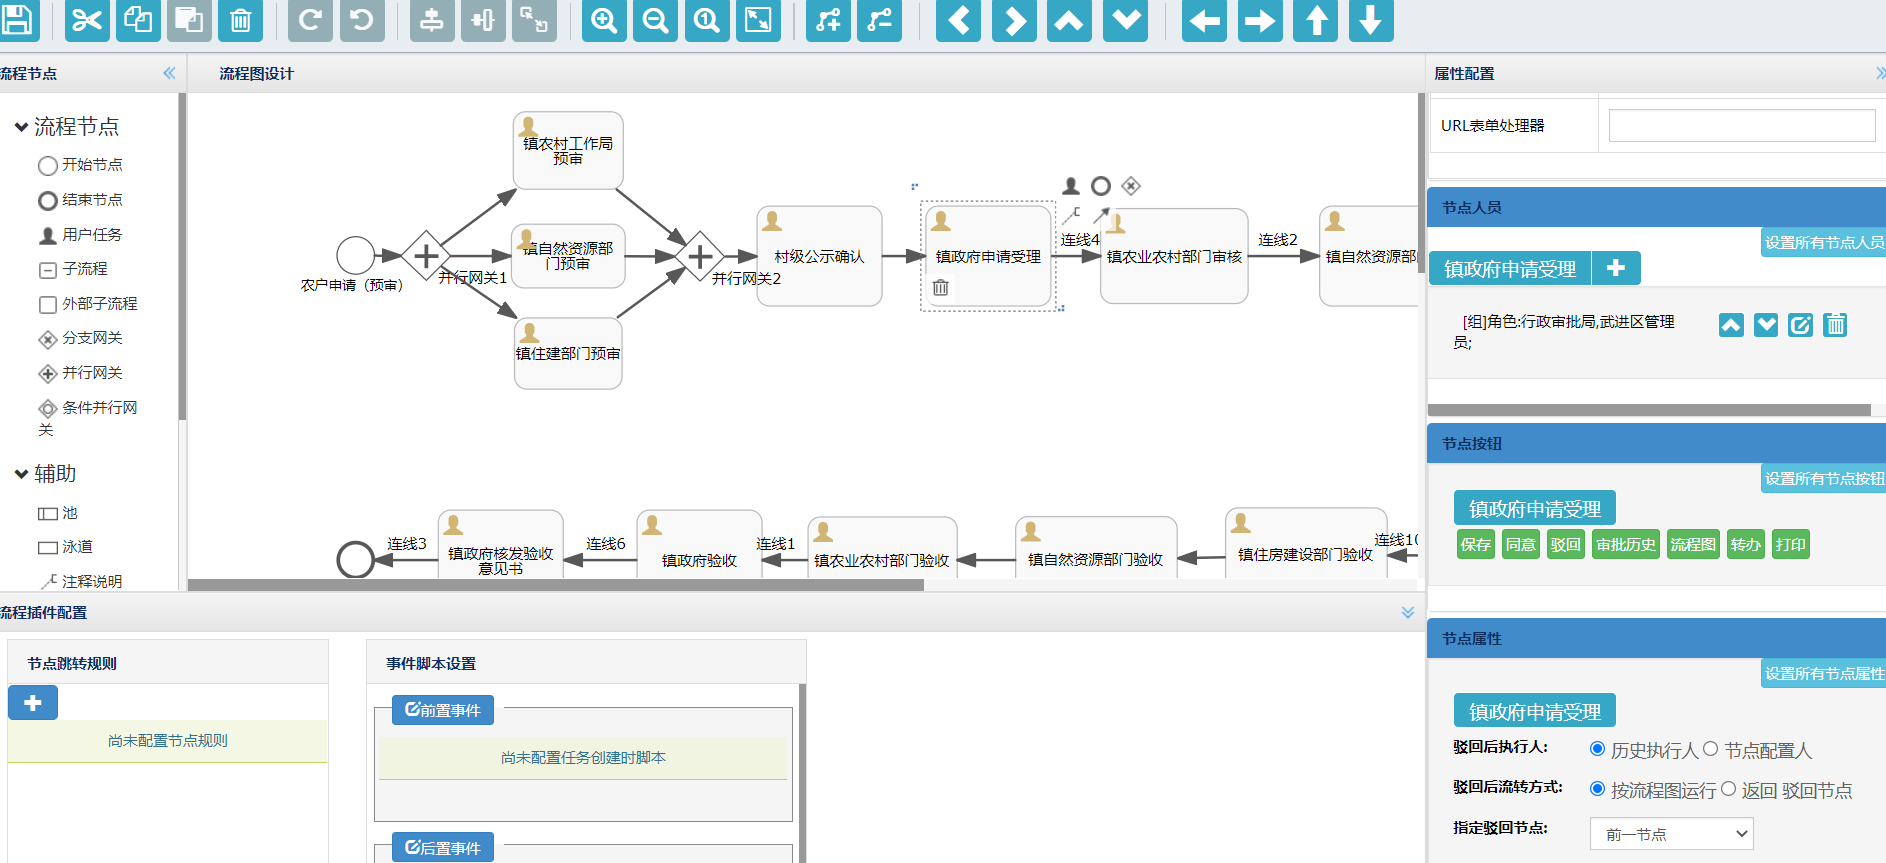 流程节点
流程节点
开始节点
结束节点
用户任务
子流程
外部子流程
分支网关
并行网关
条件并行网
关
辅助
池
泳道
注释说明
流程图设计
镇农村工作局
预审
农户申请（预审）
并行网关1
镇自然资源部
门预审
镇住建部门预审
并行网关2
村级公示确认
镇政府申请受理
连线4
镇农业农村部门审核
连线2
镇自然资源部
连线3
镇政府核发验收
意见书
连线6
镇政府验收
连线1
镇农业农村部门验收
镇自然资源部门验收
镇住房建设部门验收
连线10
流程插件配置
节点跳转规则
尚未配置节点规则
事件脚本设置
前置事件
尚未配置任务创建时脚本
后置事件
属性配置
URL表单处理器
节点人员
设置所有节点人员
镇政府申请受理
[组]角色:行政审批局,武进区管理
员;
节点按钮
设置所有节点按钮
镇政府申请受理
保存 同意 驳回 审批历史 流程图 转办 打印
节点属性
设置所有节点属性
镇政府申请受理
驳回后执行人: 历史执行人 节点配置人
驳回后流转方式: 按流程图运行 返回 驳回节点
指定驳回节点: 前一节点